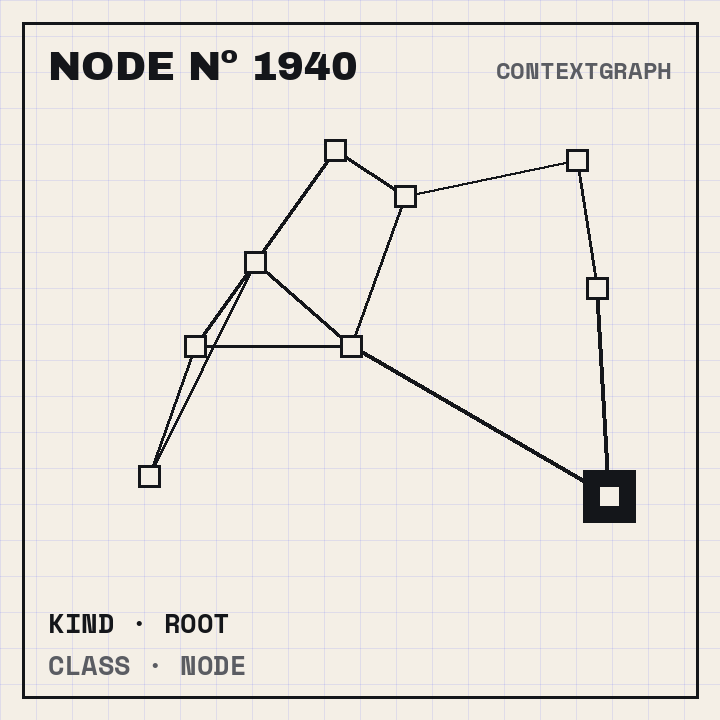 NODE Nº 1940
CONTEXTGRAPH
KIND · ROOT
CLASS · NODE